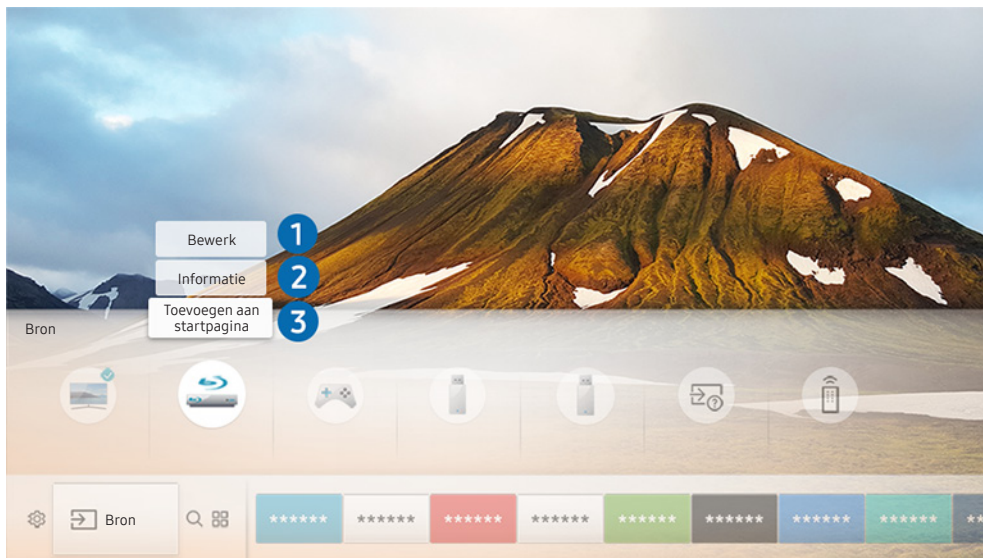 Bewerk
1
Informatie
2
Toevoegen aan
startpagina
3
Bron
Bron
****** ****** ****** ****** ****** ****** ****** ****** **